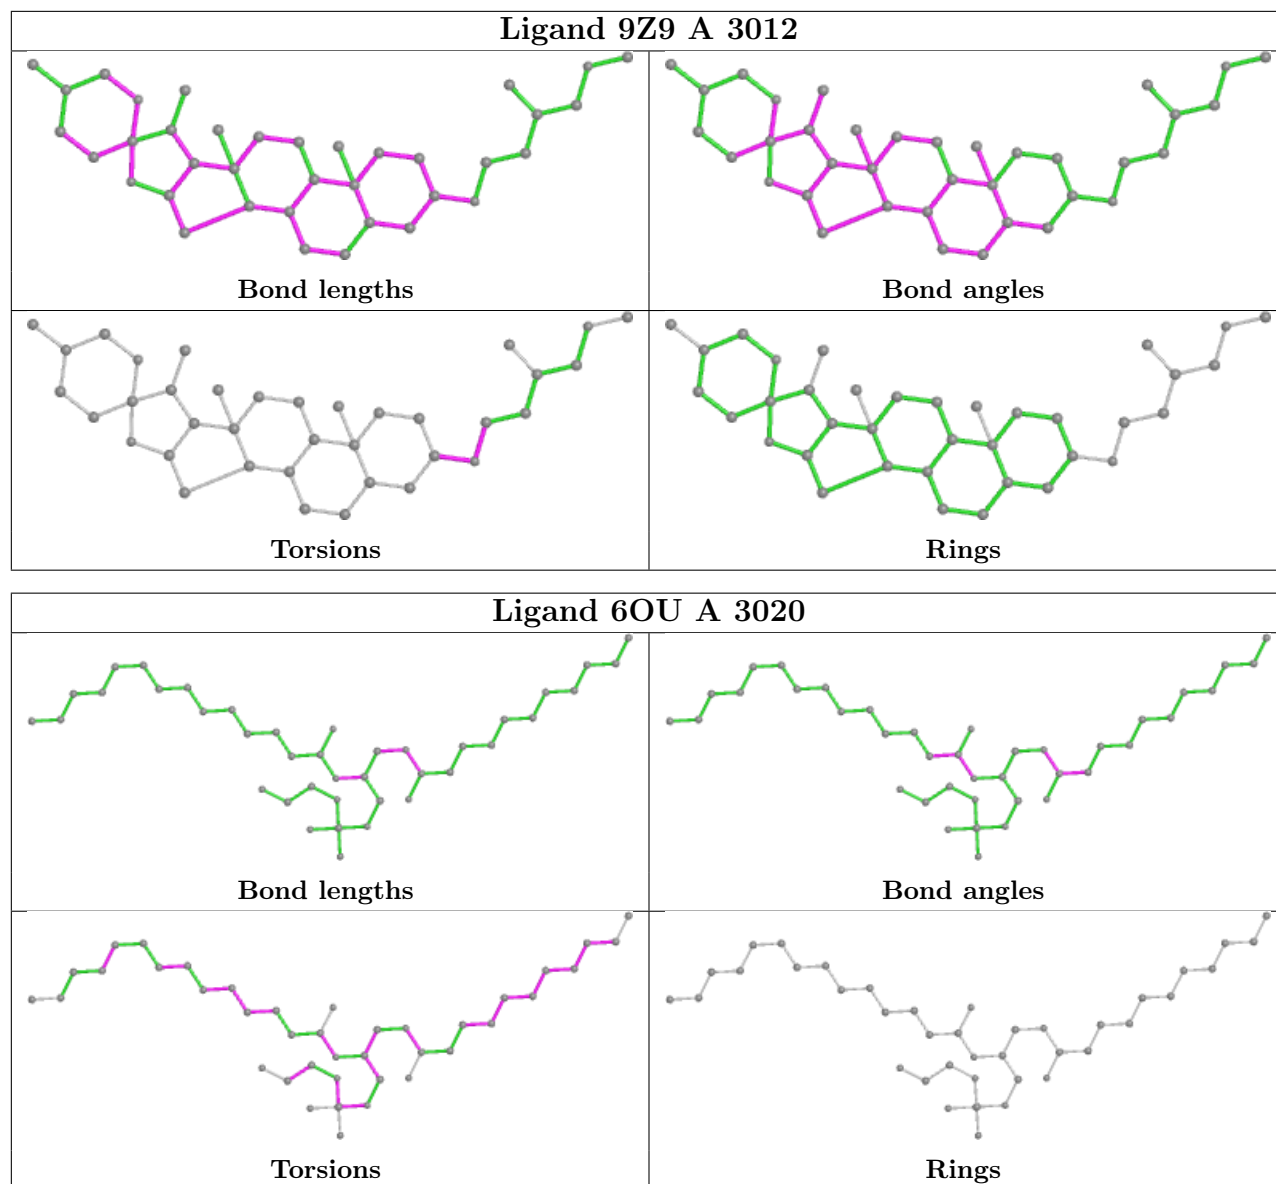 Ligand 9Z9 A 3012
Bond lengths
Bond angles
Torsions
Rings
Ligand 6OU A 3020
Bond lengths
Bond angles
Torsions
Rings